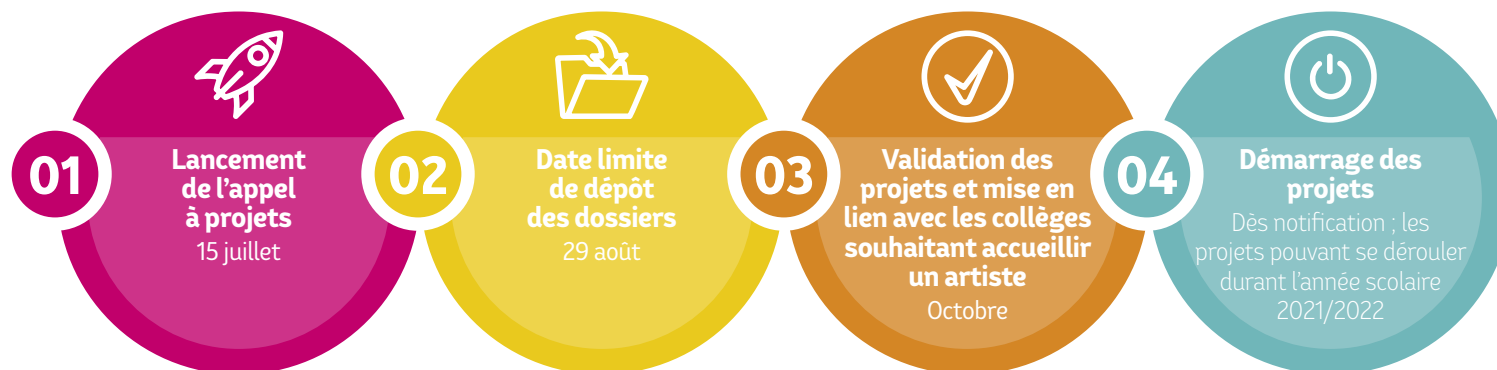 01
Lancement
de l’appel
à projets
15 juillet
02
Date limite
de dépôt
des dossiers
29 août
03
Validation des
projets et mise en
lien avec les collèges
souhaitant accueillir
un artiste
Octobre
04
Démarrage des
projets
Dès notification ; les
projets pouvant se dérouler
durant l’année scolaire
2021/2022